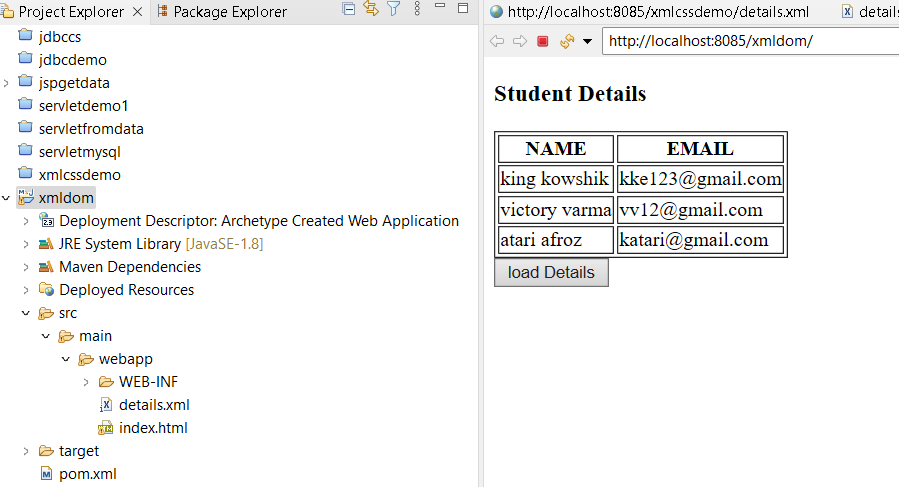 Project Explorer
Package Explorer
jdbccs
jdbcdemo
jspgetdata
servletdemo1
servletfromdata
servletmysql
xmlcssdemo
xmldom
Deployment Descriptor: Archetype Created Web Application
JRE System Library [JavaSE-1.8]
Maven Dependencies
Deployed Resources
src
main
webapp
WEB-INF
details.xml
index.html
target
pom.xml
http://localhost:8085/xmlcssdemo/details.xml
details
http://localhost:8085/xmldom/
Student Details
NAME EMAIL
king kowshik kke123@gmail.com
victory varma vv12@gmail.com
atari afroz katari@gmail.com
load Details